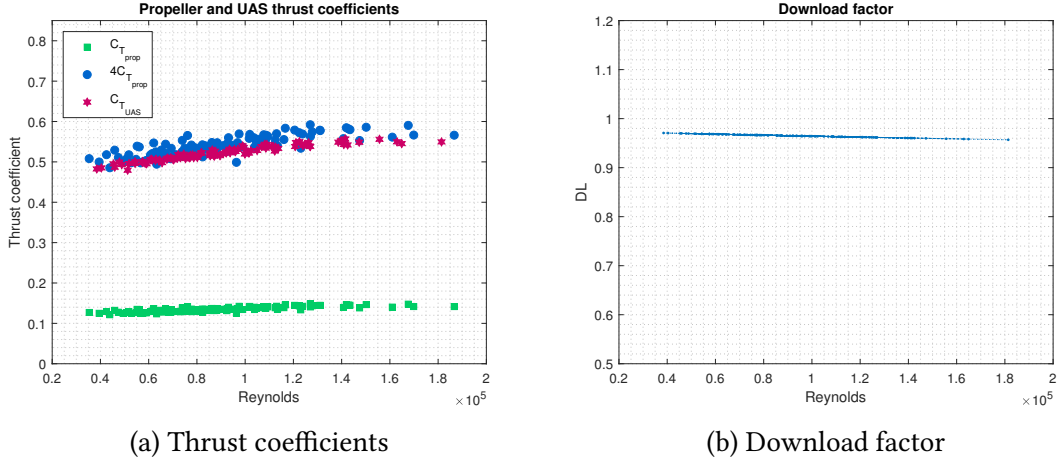 Propeller and UAS thrust coefficients
C_T_prop
4C_T_prop
C_T_UAS
Thrust coefficient
0.8
0.7
0.6
0.5
0.4
0.3
0.2
0.1
0
0.2 0.4 0.6 0.8 1 1.2 1.4 1.6 1.8 2
Reynolds
×10^5
(a) Thrust coefficients
Download factor
DL
1.2
1.1
1
0.9
0.8
0.7
0.6
0.5
0.2 0.4 0.6 0.8 1 1.2 1.4 1.6 1.8 2
Reynolds
×10^5
(b) Download factor